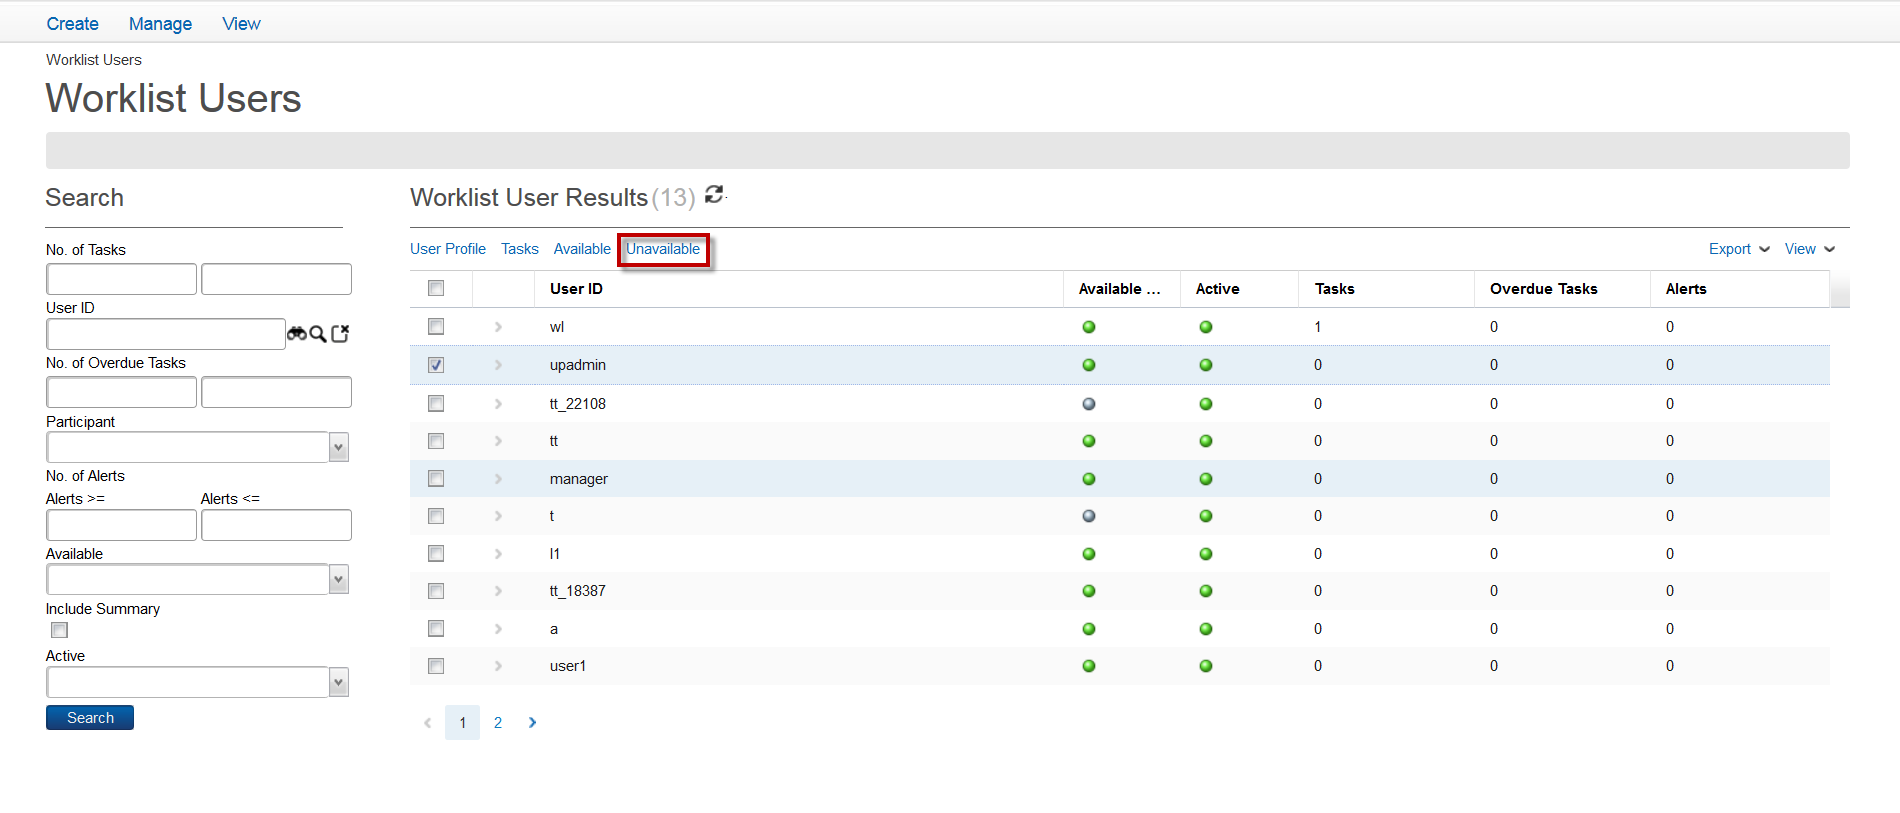 Create Manage View
Worklist Users
Worklist Users
Search
No. of Tasks
User ID
No. of Overdue Tasks
Participant
No. of Alerts
Alerts >= Alerts <=
Available
Include Summary
Active
Search
Worklist User Results (13)
User Profile Tasks Available Unavailable Export View
User ID Available ... Active Tasks Overdue Tasks Alerts
wl 1 0 0
upadmin 0 0 0
tt_22108 0 0 0
tt 0 0 0
manager 0 0 0
t 0 0 0
l1 0 0 0
tt_18387 0 0 0
a 0 0 0
user1 0 0 0
1 2